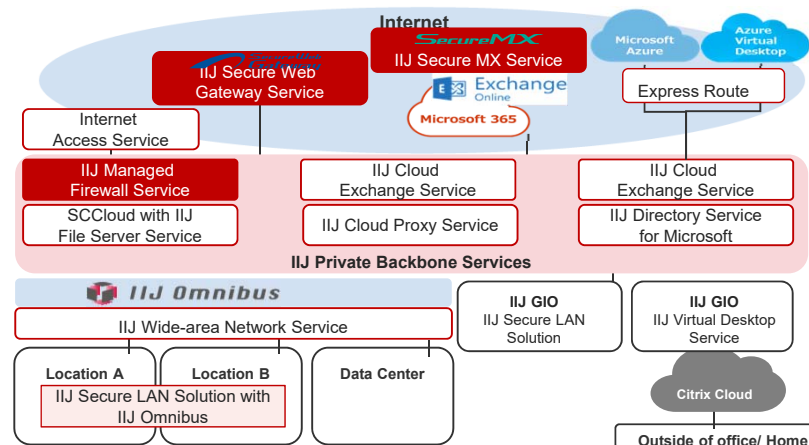 Internet
SecureMX
IIJ Secure MX Service
Microsoft
Azure
Azure
Virtual
Desktop
IIJ Secure Web
Gateway Service
Exchange
Online
Microsoft 365
Express Route
Internet
Access Service
IIJ Managed
Firewall Service
IIJ Cloud
Exchange Service
IIJ Cloud
Exchange Service
SCCloud with IIJ
File Server Service
IIJ Cloud Proxy Service
IIJ Directory Service
for Microsoft
IIJ Private Backbone Services
IIJ Omnibus
IIJ Wide-area Network Service
IIJ GIO
IIJ Secure LAN
Solution
IIJ GIO
IIJ Virtual Desktop
Service
Location A
Location B
Data Center
IIJ Secure LAN Solution with
IIJ Omnibus
Citrix Cloud
Outside of office/ Home